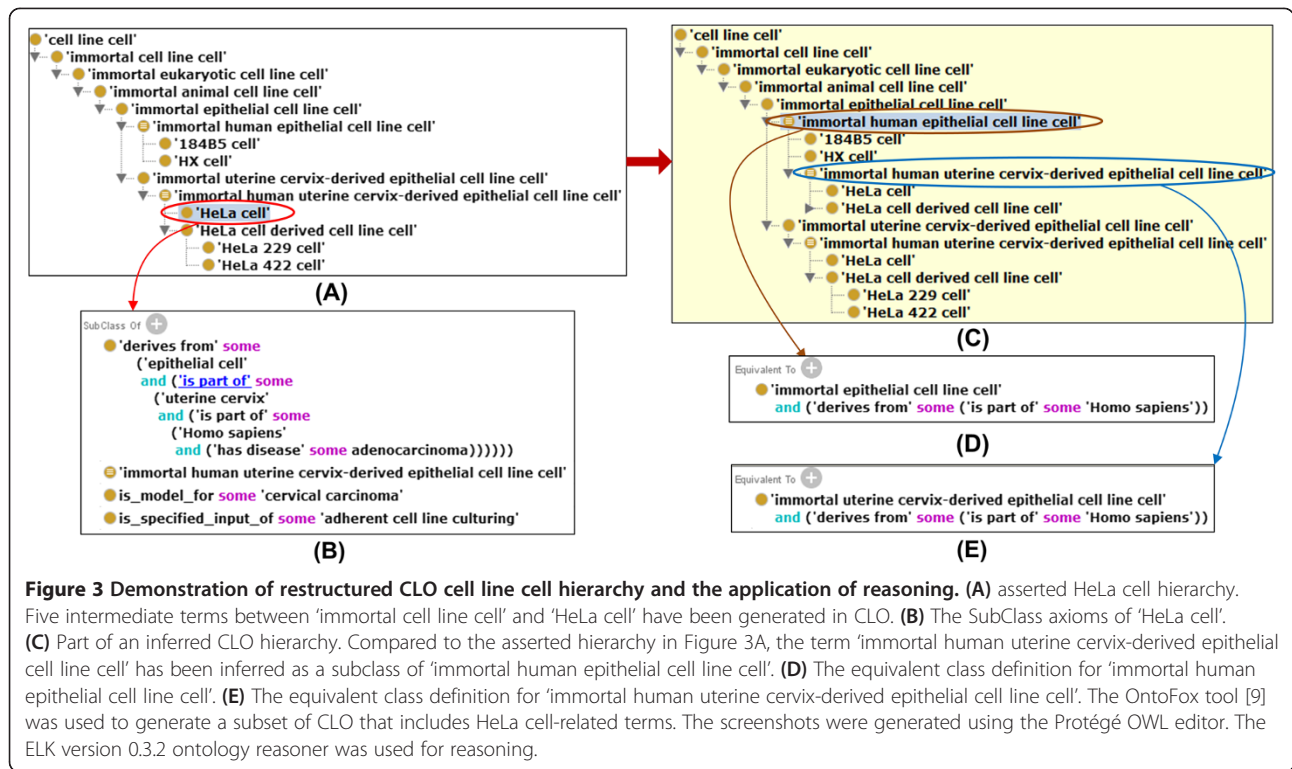 'cell line cell'
'immortal cell line cell'
'immortal eukaryotic cell line cell'
'immortal animal cell line cell'
'immortal epithelial cell line cell'
'immortal human epithelial cell line cell'
'184B5 cell'
'HX cell'
'immortal uterine cervix-derived epithelial cell line cell'
'immortal human uterine cervix-derived epithelial cell line cell'
'HeLa cell'
'HeLa cell derived cell line cell'
'HeLa 229 cell'
'HeLa 422 cell'
(A)
SubClass Of
'derives from' some
('epithelial cell'
and ('is part of' some
('uterine cervix'
and ('is part of' some
('Homo sapiens'
and ('has disease' some adenocarcinoma))))))
'immortal human uterine cervix-derived epithelial cell line cell'
is_model_for some 'cervical carcinoma'
is_specified_input_of some 'adherent cell line culturing'
(B)
'cell line cell'
'immortal cell line cell'
'immortal eukaryotic cell line cell'
'immortal animal cell line cell'
'immortal epithelial cell line cell'
'immortal human epithelial cell line cell'
'184B5 cell'
'HX cell'
'immortal human uterine cervix-derived epithelial cell line cell'
'HeLa cell'
'HeLa cell derived cell line cell'
'immortal uterine cervix-derived epithelial cell line cell'
'immortal human uterine cervix-derived epithelial cell line cell'
'HeLa cell'
'HeLa cell derived cell line cell'
'HeLa 229 cell'
'HeLa 422 cell'
(C)
Equivalent To
'immortal epithelial cell line cell'
and ('derives from' some ('is part of' some 'Homo sapiens'))
(D)
Equivalent To
'immortal uterine cervix-derived epithelial cell line cell'
and ('derives from' some ('is part of' some 'Homo sapiens'))
(E)
Figure 3 Demonstration of restructured CLO cell line cell hierarchy and the application of reasoning. (A) asserted HeLa cell hierarchy.
Five intermediate terms between 'immortal cell line cell' and 'HeLa cell' have been generated in CLO. (B) The SubClass axioms of 'HeLa cell'.
(C) Part of an inferred CLO hierarchy. Compared to the asserted hierarchy in Figure 3A, the term 'immortal human uterine cervix-derived epithelial
cell line cell' has been inferred as a subclass of 'immortal human epithelial cell line cell'. (D) The equivalent class definition for 'immortal human
epithelial cell line cell'. (E) The equivalent class definition for 'immortal human uterine cervix-derived epithelial cell line cell'. The OntoFox tool [9]
was used to generate a subset of CLO that includes HeLa cell-related terms. The screenshots were generated using the Protégé OWL editor. The
ELK version 0.3.2 ontology reasoner was used for reasoning.